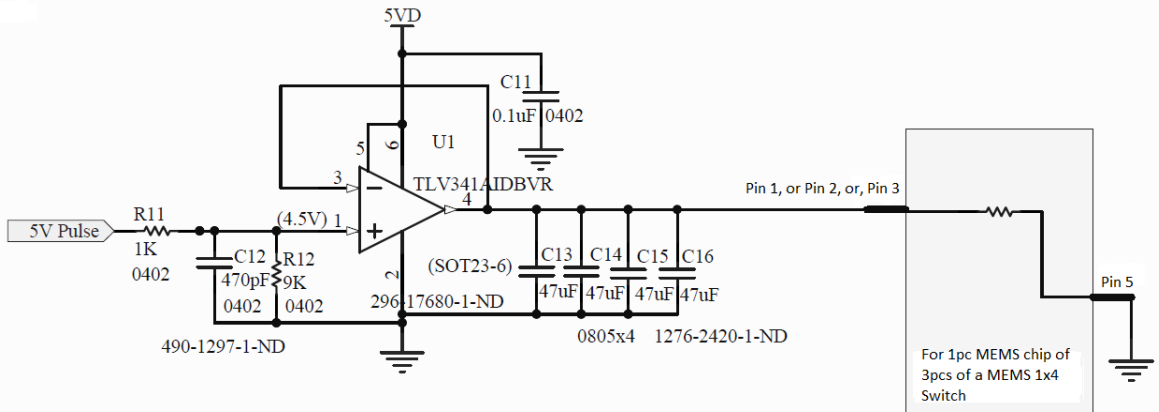 5VD
C11
0.1uF
0402
5
6
U1
3
TLV341AIDBVR
4
Pin 1, or Pin 2, or, Pin 3
R11
(4.5V)
1
5V Pulse
1K
0402
C12
470pF
0402
R12
9K
0402
(SOT23-6)
C13
C14
C15
C16
47uF
47uF
47uF
47uF
2
296-17680-1-ND
Pin 5
490-1297-1-ND
0805x4
1276-2420-1-ND
For 1pc MEMS chip of
3pcs of a MEMS 1x4
Switch